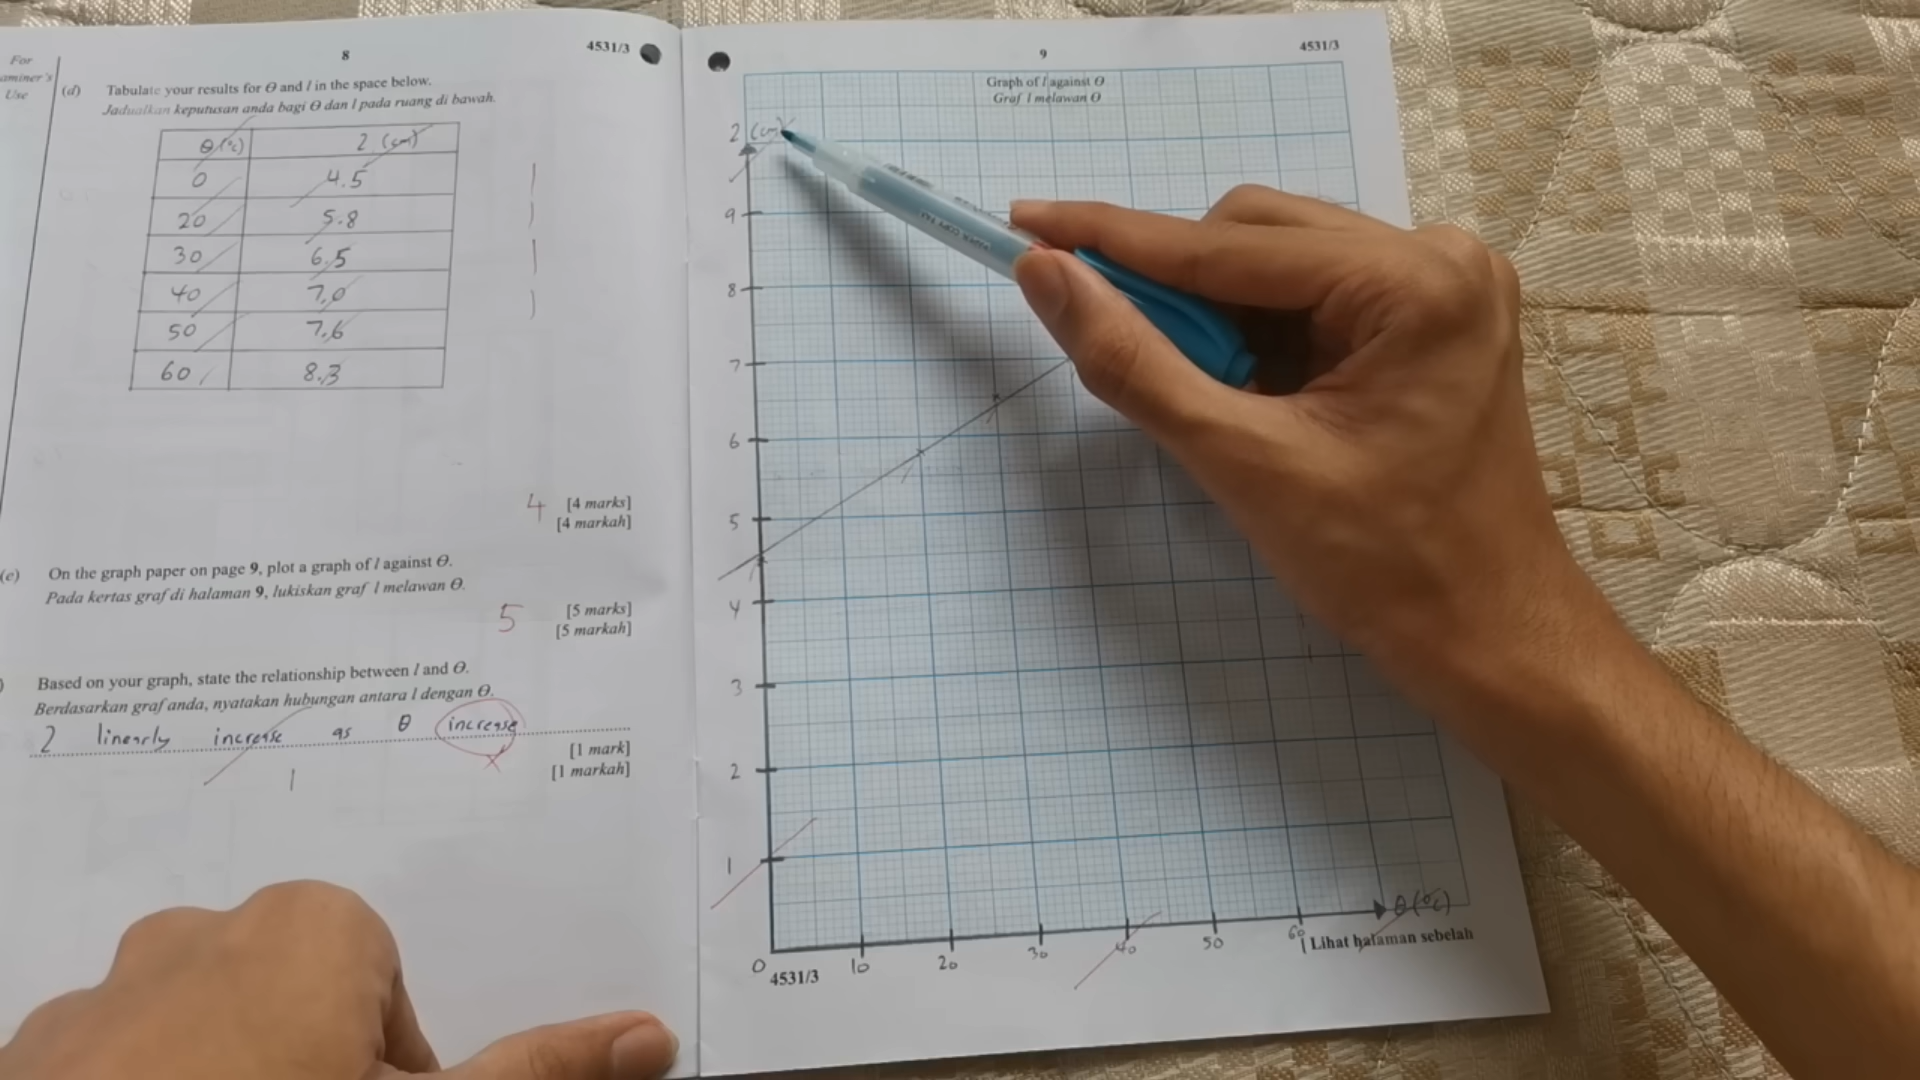 For
aminer's
Use
8
4531/3
(d) Tabulate your results for Θ and l in the space below.
Jadualkan keputusan anda bagi Θ dan l pada ruang di bawah.
θ (°c) 2 (cm)
0 4.5
20 5.8
30 6.5
40 7.0
50 7.6
60 8.3
4 [4 marks]
[4 markah]
(e) On the graph paper on page 9, plot a graph of l against Θ.
Pada kertas graf di halaman 9, lukiskan graf l melawan Θ.
5 [5 marks]
[5 markah]
) Based on your graph, state the relationship between l and Θ.
Berdasarkan graf anda, nyatakan hubungan antara l dengan Θ.
2 linearly increase as θ increase
1
[1 mark]
[1 markah]
9
4531/3
Graph of l against Θ
Graf l melawan Θ
2 (cm)
9
8
7
6
5
4
3
2
1
0 10 20 30 40 50 60
θ (°c)
[ Lihat halaman sebelah
4531/3